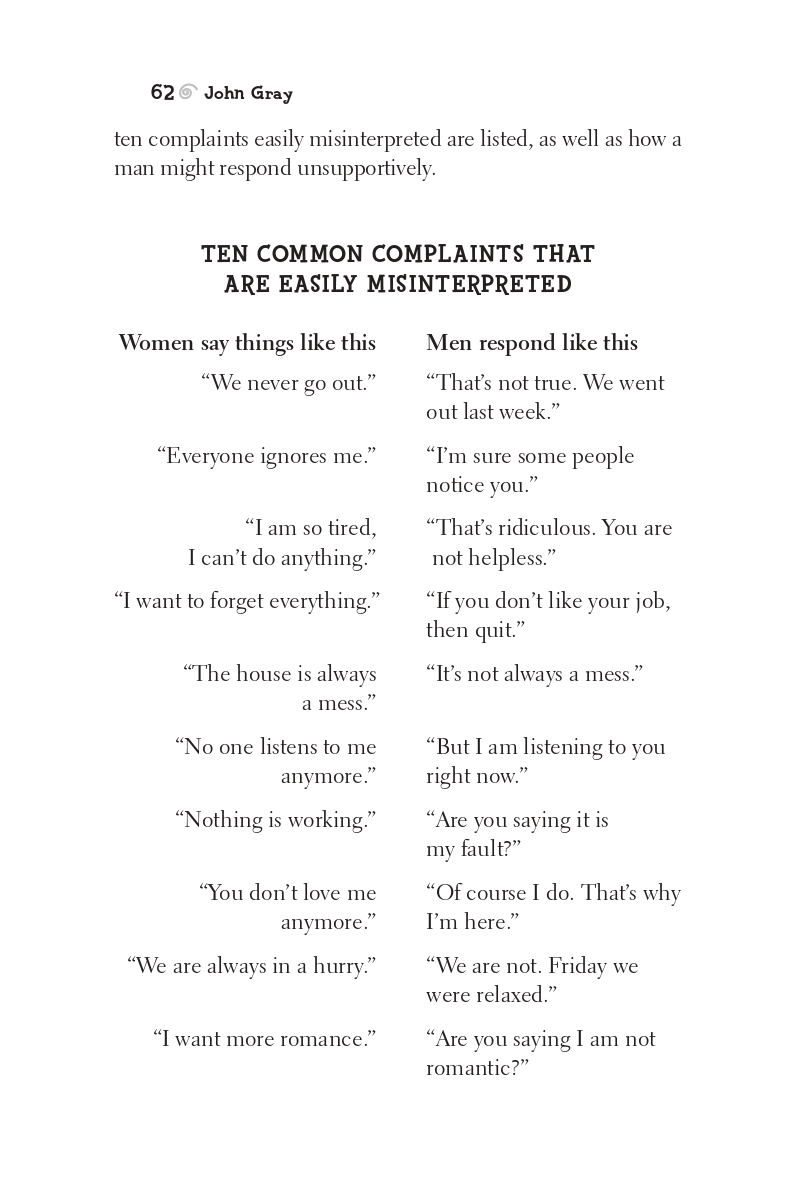 62 John Gray
ten complaints easily misinterpreted are listed, as well as how a
man might respond unsupportively.
TEN COMMON COMPLAINTS THAT
ARE EASILY MISINTERPRETED
Women say things like this
Men respond like this
“We never go out.”
“That’s not true. We went
out last week.”
“Everyone ignores me.”
“I’m sure some people
notice you.”
“I am so tired,
I can’t do anything.”
“That’s ridiculous. You are
not helpless.”
“I want to forget everything.”
“If you don’t like your job,
then quit.”
“The house is always
a mess.”
“It’s not always a mess.”
“No one listens to me
anymore.”
“But I am listening to you
right now.”
“Nothing is working.”
“Are you saying it is
my fault?”
“You don’t love me
anymore.”
“Of course I do. That’s why
I’m here.”
“We are always in a hurry.”
“We are not. Friday we
were relaxed.”
“I want more romance.”
“Are you saying I am not
romantic?”